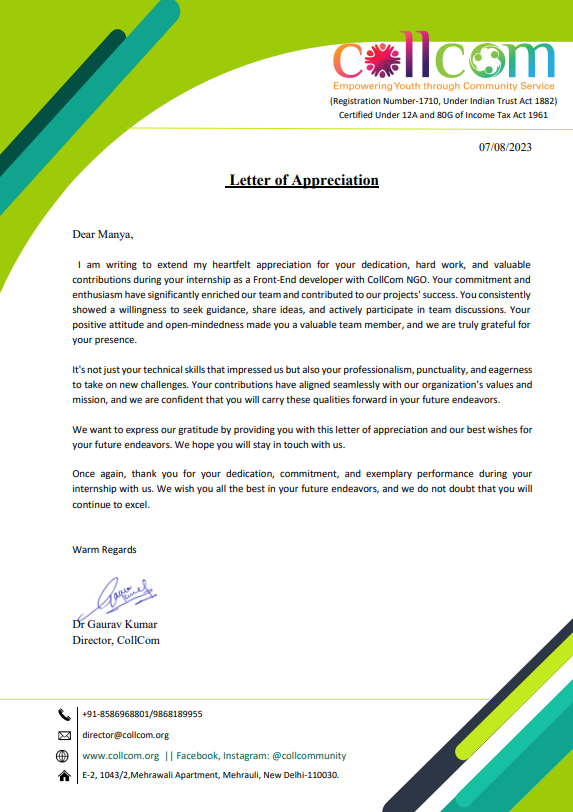 collcom
Empowering Youth through Community Service
(Registration Number-1710, Under Indian Trust Act 1882)
Certified Under 12A and 80G of Income Tax Act 1961
07/08/2023
Letter of Appreciation
Dear Manya,
I am writing to extend my heartfelt appreciation for your dedication, hard work, and valuable
contributions during your internship as a Front-End developer with CollCom NGO. Your commitment and
enthusiasm have significantly enriched our team and contributed to our projects' success. You consistently
showed a willingness to seek guidance, share ideas, and actively participate in team discussions. Your
positive attitude and open-mindedness made you a valuable team member, and we are truly grateful for
your presence.
It's not just your technical skills that impressed us but also your professionalism, punctuality, and eagerness
to take on new challenges. Your contributions have aligned seamlessly with our organization’s values and
mission, and we are confident that you will carry these qualities forward in your future endeavors.
We want to express our gratitude by providing you with this letter of appreciation and our best wishes for
your future endeavors. We hope you will stay in touch with us.
Once again, thank you for your dedication, commitment, and exemplary performance during your
internship with us. We wish you all the best in your future endeavors, and we do not doubt that you will
continue to excel.
Warm Regards
Dr Gaurav Kumar
Director, CollCom
+91-8586968801/9868189955
director@collcom.org
www.collcom.org || Facebook, Instagram: @collcommunity
E-2, 1043/2,Mehrawali Apartment, Mehrauli, New Delhi-110030.